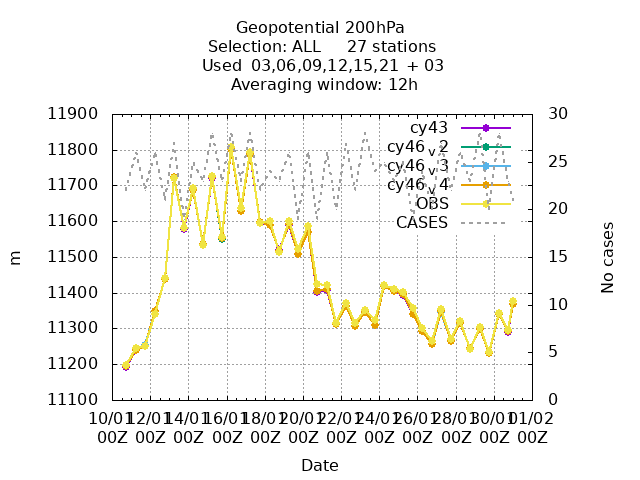 Geopotential 200hPa
Selection: ALL 27 stations
Used 03,06,09,12,15,21 + 03
Averaging window: 12h
11900
11800
11700
11600
11500
11400
11300
11200
11100
m
30
25
20
15
10
5
0
No cases
cy43
cy46_v2
cy46_v3
cy46_v4
OBS
CASES
10/01 12/01 14/01 16/01 18/01 20/01 22/01 24/01 26/01 28/01 30/01 01/02
00Z 00Z 00Z 00Z 00Z 00Z 00Z 00Z 00Z 00Z 00Z 00Z
Date